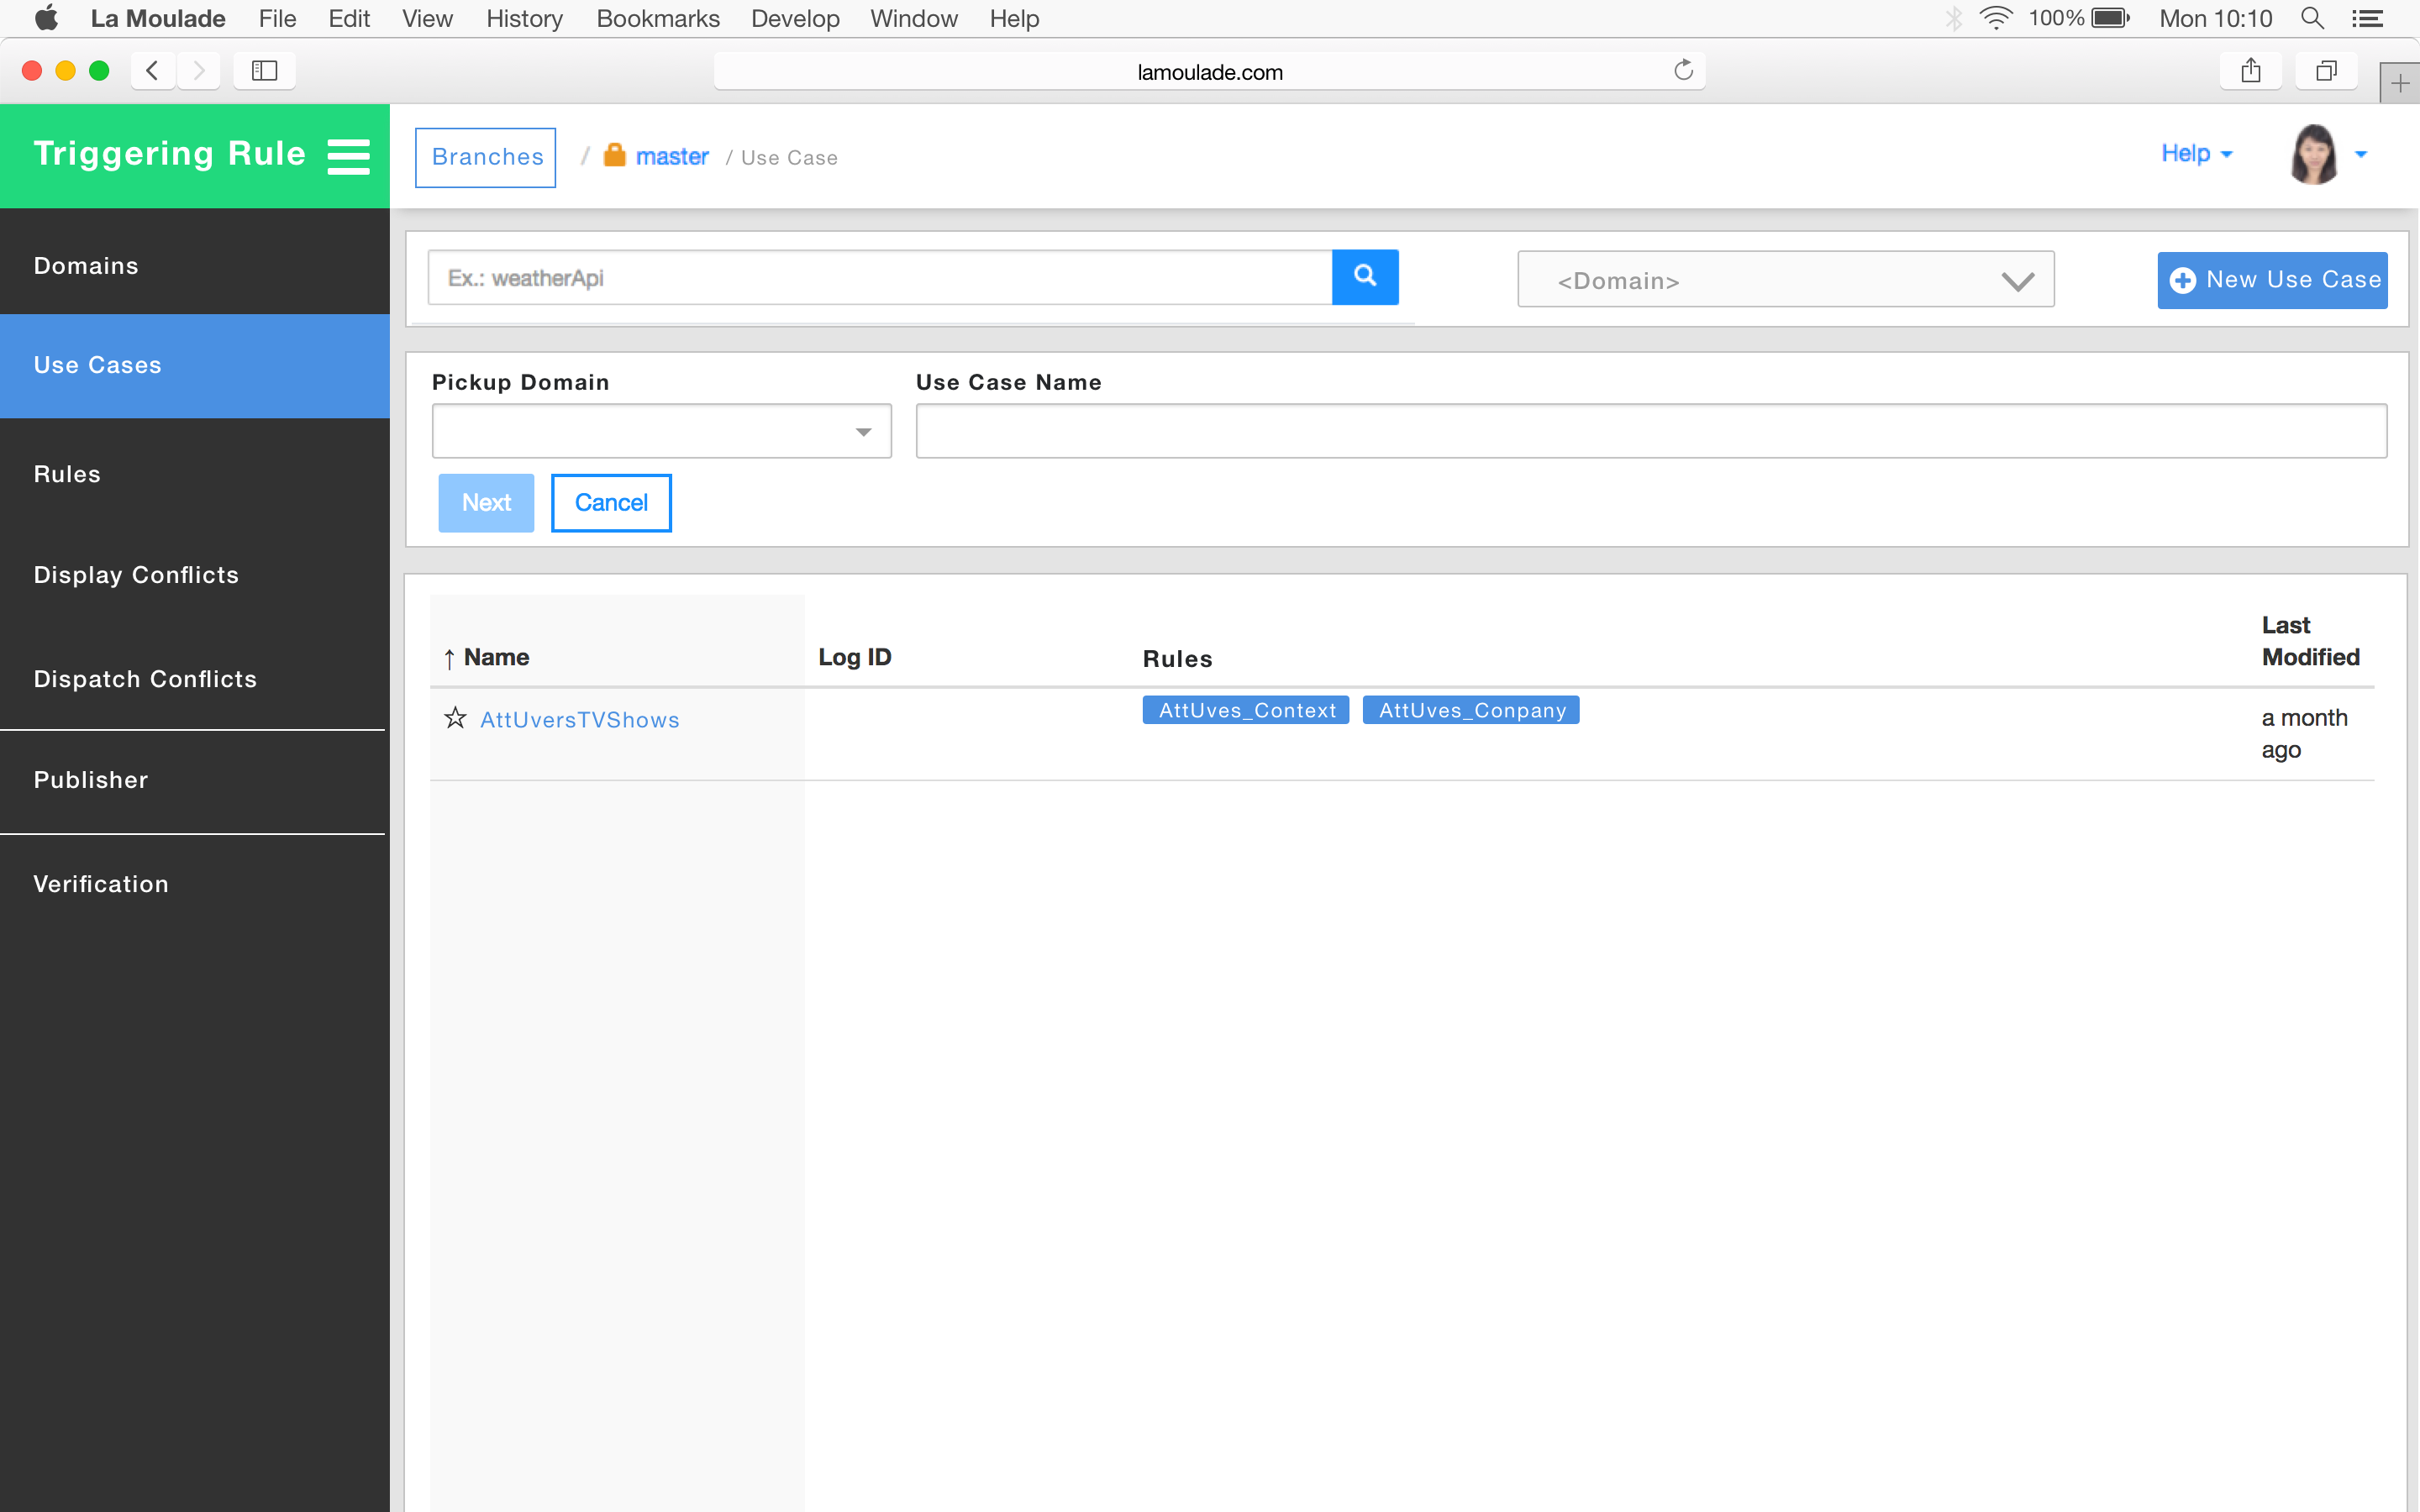 La Moulade File Edit View History Bookmarks Develop Window Help 100% Mon 10:10
lamoulade.com
Triggering Rule
Branches / master / Use Case
Help
Domains
Use Cases
Rules
Display Conflicts
Dispatch Conflicts
Publisher
Verification
Ex.: weatherApi
<Domain>
New Use Case
Pickup Domain
Use Case Name
Next
Cancel
↑ Name
Log ID
Rules
Last
Modified
AttUversTVShows
AttUves_Context
AttUves_Conpany
a month
ago